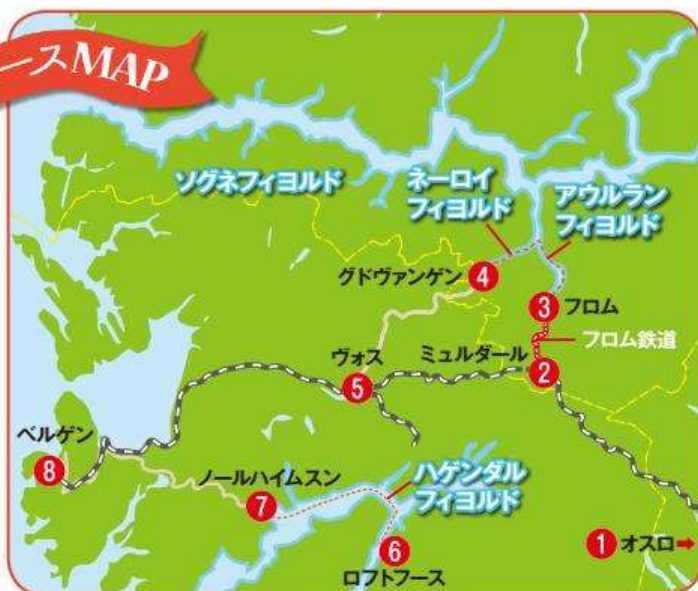 ースMAP
ソグネフィヨルド
ネーロイ
フィヨルド
アウルラン
フィヨルド
グドヴァンゲン
4
3 フロム
フロム鉄道
ヴォス
5
ミュルダール
2
ベルゲン
8
ノールハイムスン
7
ハゲンダル
フィヨルド
6
ロフトフース
1 オスロ➡